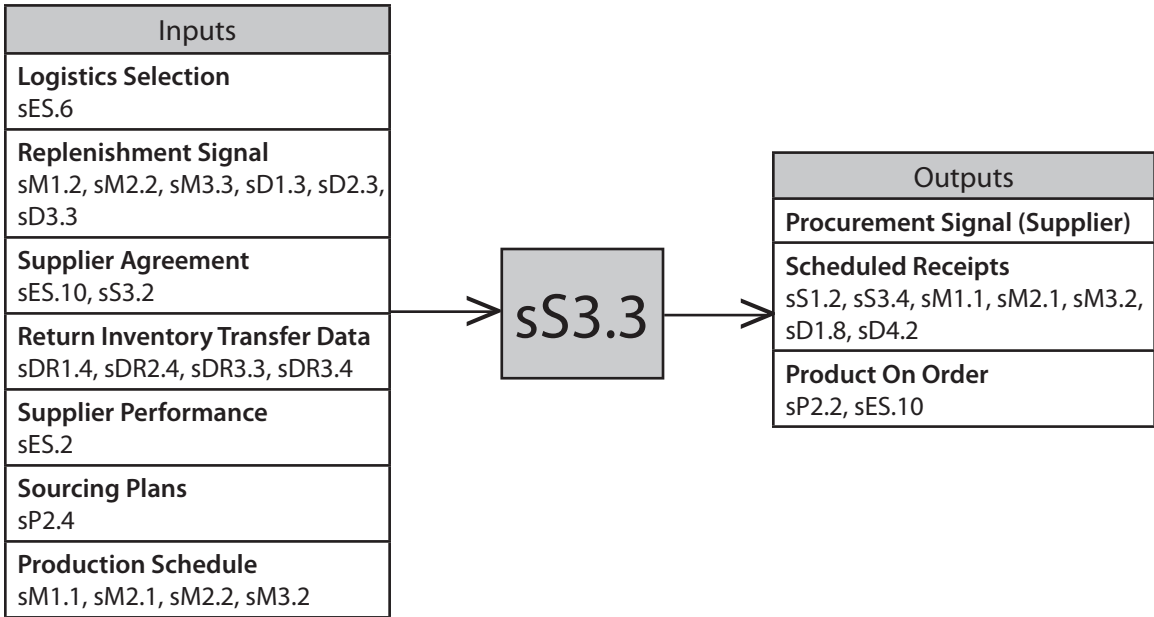 Inputs
Logistics Selection
sES.6
Replenishment Signal
sM1.2, sM2.2, sM3.3, sD1.3, sD2.3,
sD3.3
Supplier Agreement
sES.10, sS3.2
Return Inventory Transfer Data
sDR1.4, sDR2.4, sDR3.3, sDR3.4
Supplier Performance
sES.2
Sourcing Plans
sP2.4
Production Schedule
sM1.1, sM2.1, sM2.2, sM3.2
sS3.3
Outputs
Procurement Signal (Supplier)
Scheduled Receipts
sS1.2, sS3.4, sM1.1, sM2.1, sM3.2,
sD1.8, sD4.2
Product On Order
sP2.2, sES.10